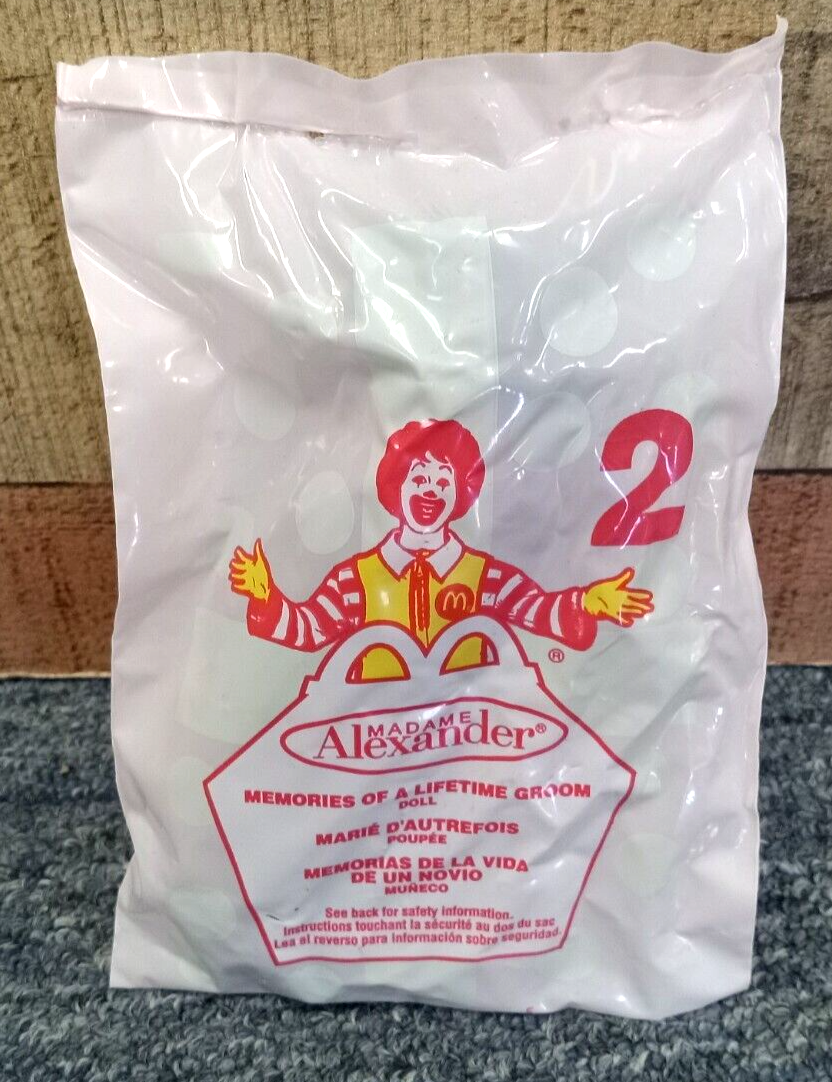 2
m
®
MADAME
Alexander®
MEMORIES OF A LIFETIME GROOM
DOLL
MARIÉ D'AUTREFOIS
POUPÉE
MEMORIAS DE LA VIDA
DE UN NOVIO
MUÑECO
See back for safety information.
Instructions touchant la sécurité au dos du sac
Lea el reverso para información sobre seguridad.